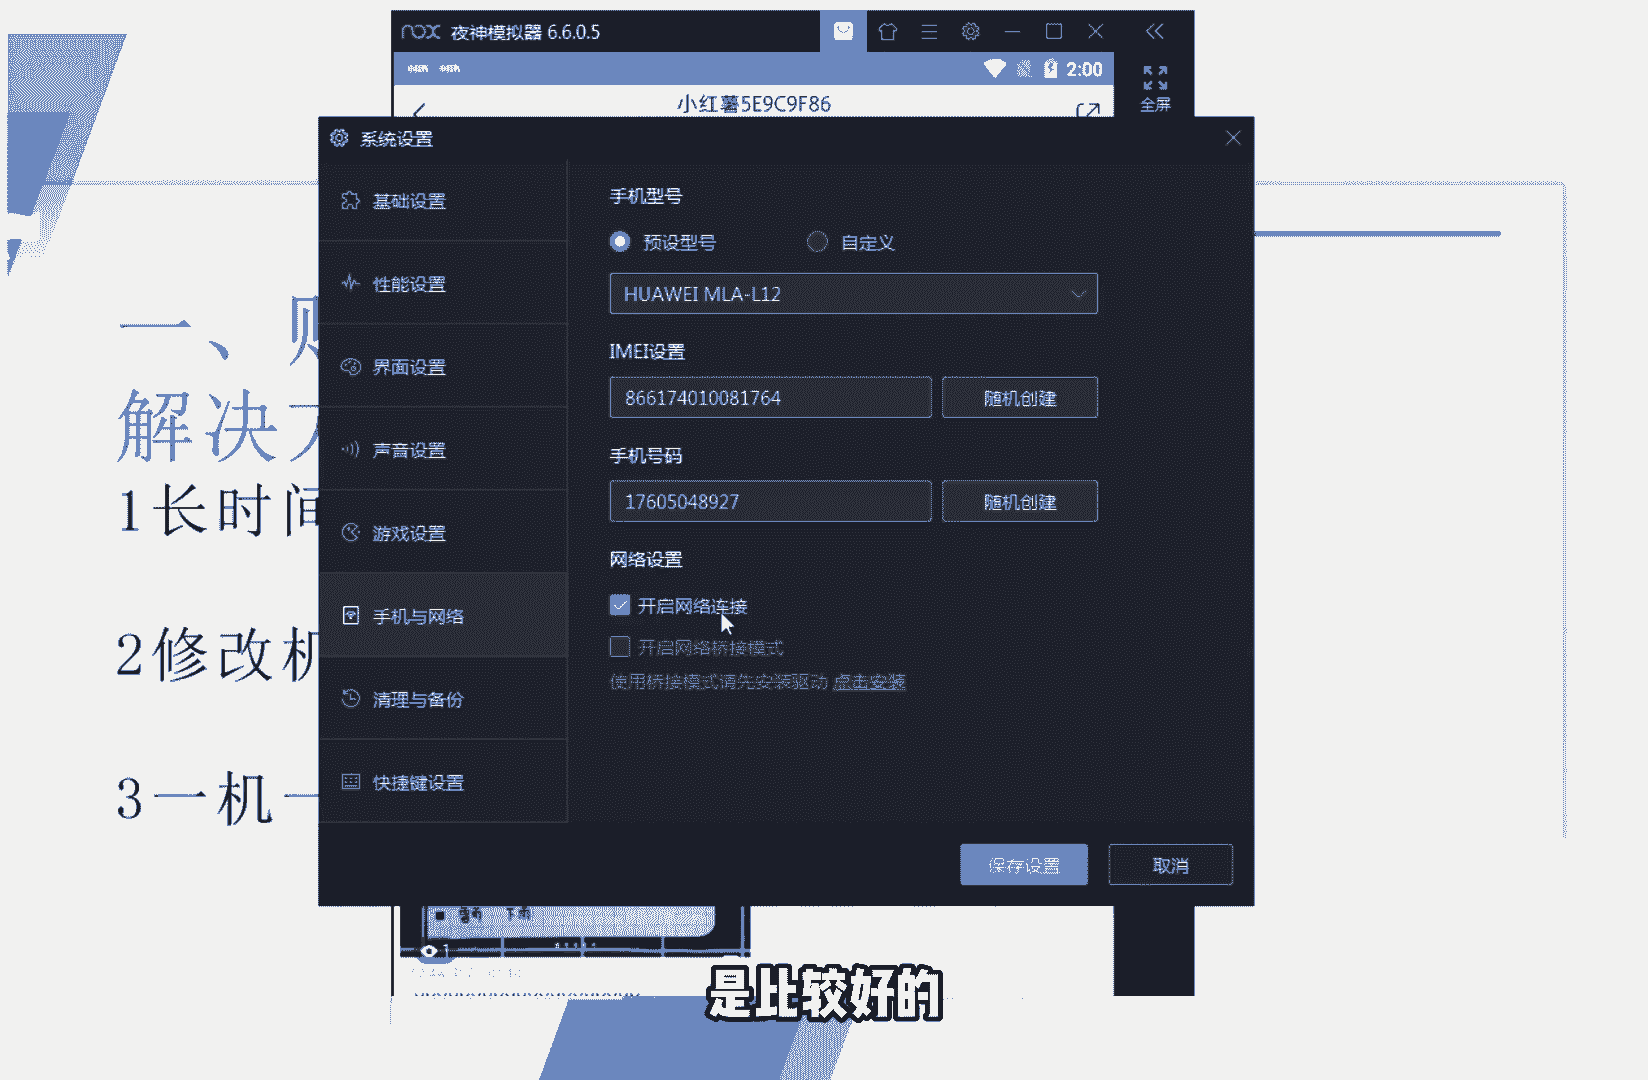 nox 夜神模拟器 6.6.0.5
2:00
全屏
小红薯5E9C9F86
系统设置
基础设置
性能设置
界面设置
声音设置
游戏设置
手机与网络
清理与备份
快捷键设置
手机型号
预设型号
自定义
HUAWEI MLA-L12
IMEI设置
866174010081764
随机创建
手机号码
17605048927
随机创建
网络设置
开启网络连接
开启网络桥接模式
使用桥接模式请先安装驱动 点击安装
保存设置
取消
一、
解决
1长时间
2修改机
3一机一
是比较好的